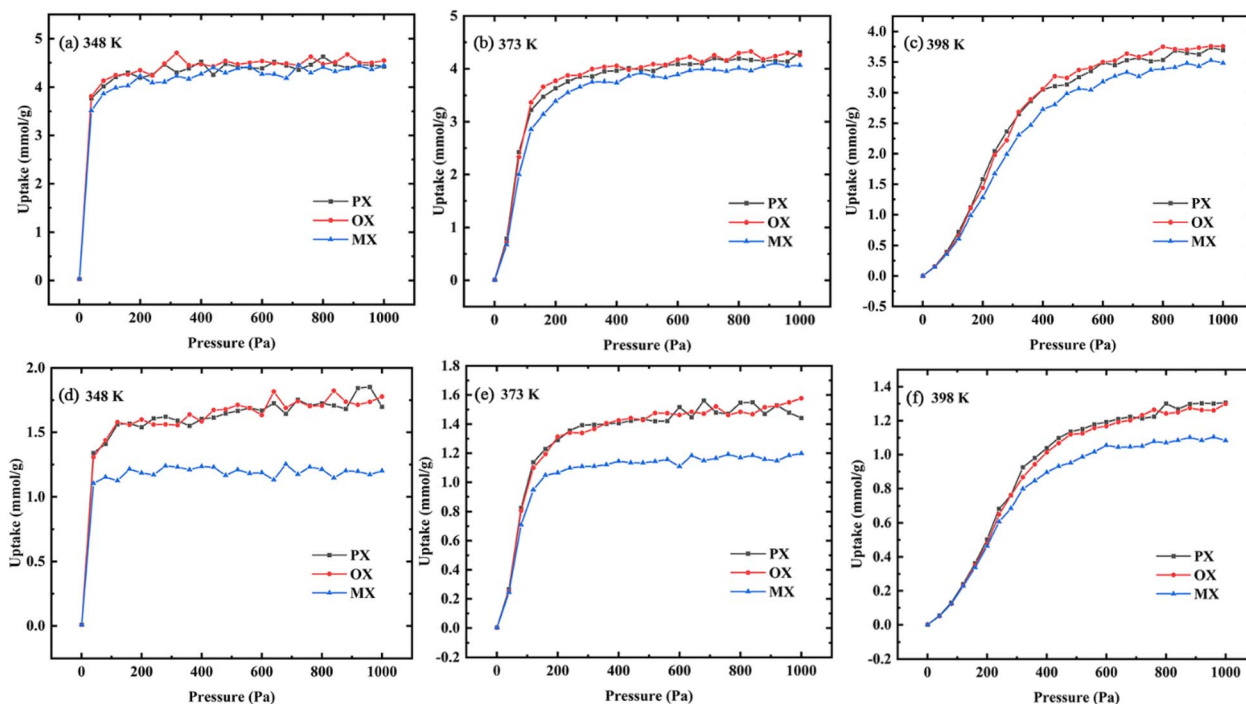 (a) 348 K
Uptake (mmol/g)
5
4
3
2
1
0
PX
OX
MX
0 200 400 600 800 1000
Pressure (Pa)
(b) 373 K
Uptake (mmol/g)
5
4
3
2
1
0
PX
OX
MX
0 200 400 600 800 1000
Pressure (Pa)
(c) 398 K
Uptake (mmol/g)
4.0
3.5
3.0
2.5
2.0
1.5
1.0
0.5
0.0
-0.5
PX
OX
MX
0 200 400 600 800 1000
Pressure (Pa)
(d) 348 K
Uptake (mmol/g)
2.0
1.5
1.0
0.5
0.0
PX
OX
MX
0 200 400 600 800 1000
Pressure (Pa)
(e) 373 K
Uptake (mmol/g)
1.8
1.6
1.4
1.2
1.0
0.8
0.6
0.4
0.2
0.0
-0.2
PX
OX
MX
0 200 400 600 800 1000
Pressure (Pa)
(f) 398 K
Uptake (mmol/g)
1.4
1.2
1.0
0.8
0.6
0.4
0.2
0.0
-0.2
PX
OX
MX
0 200 400 600 800 1000
Pressure (Pa)